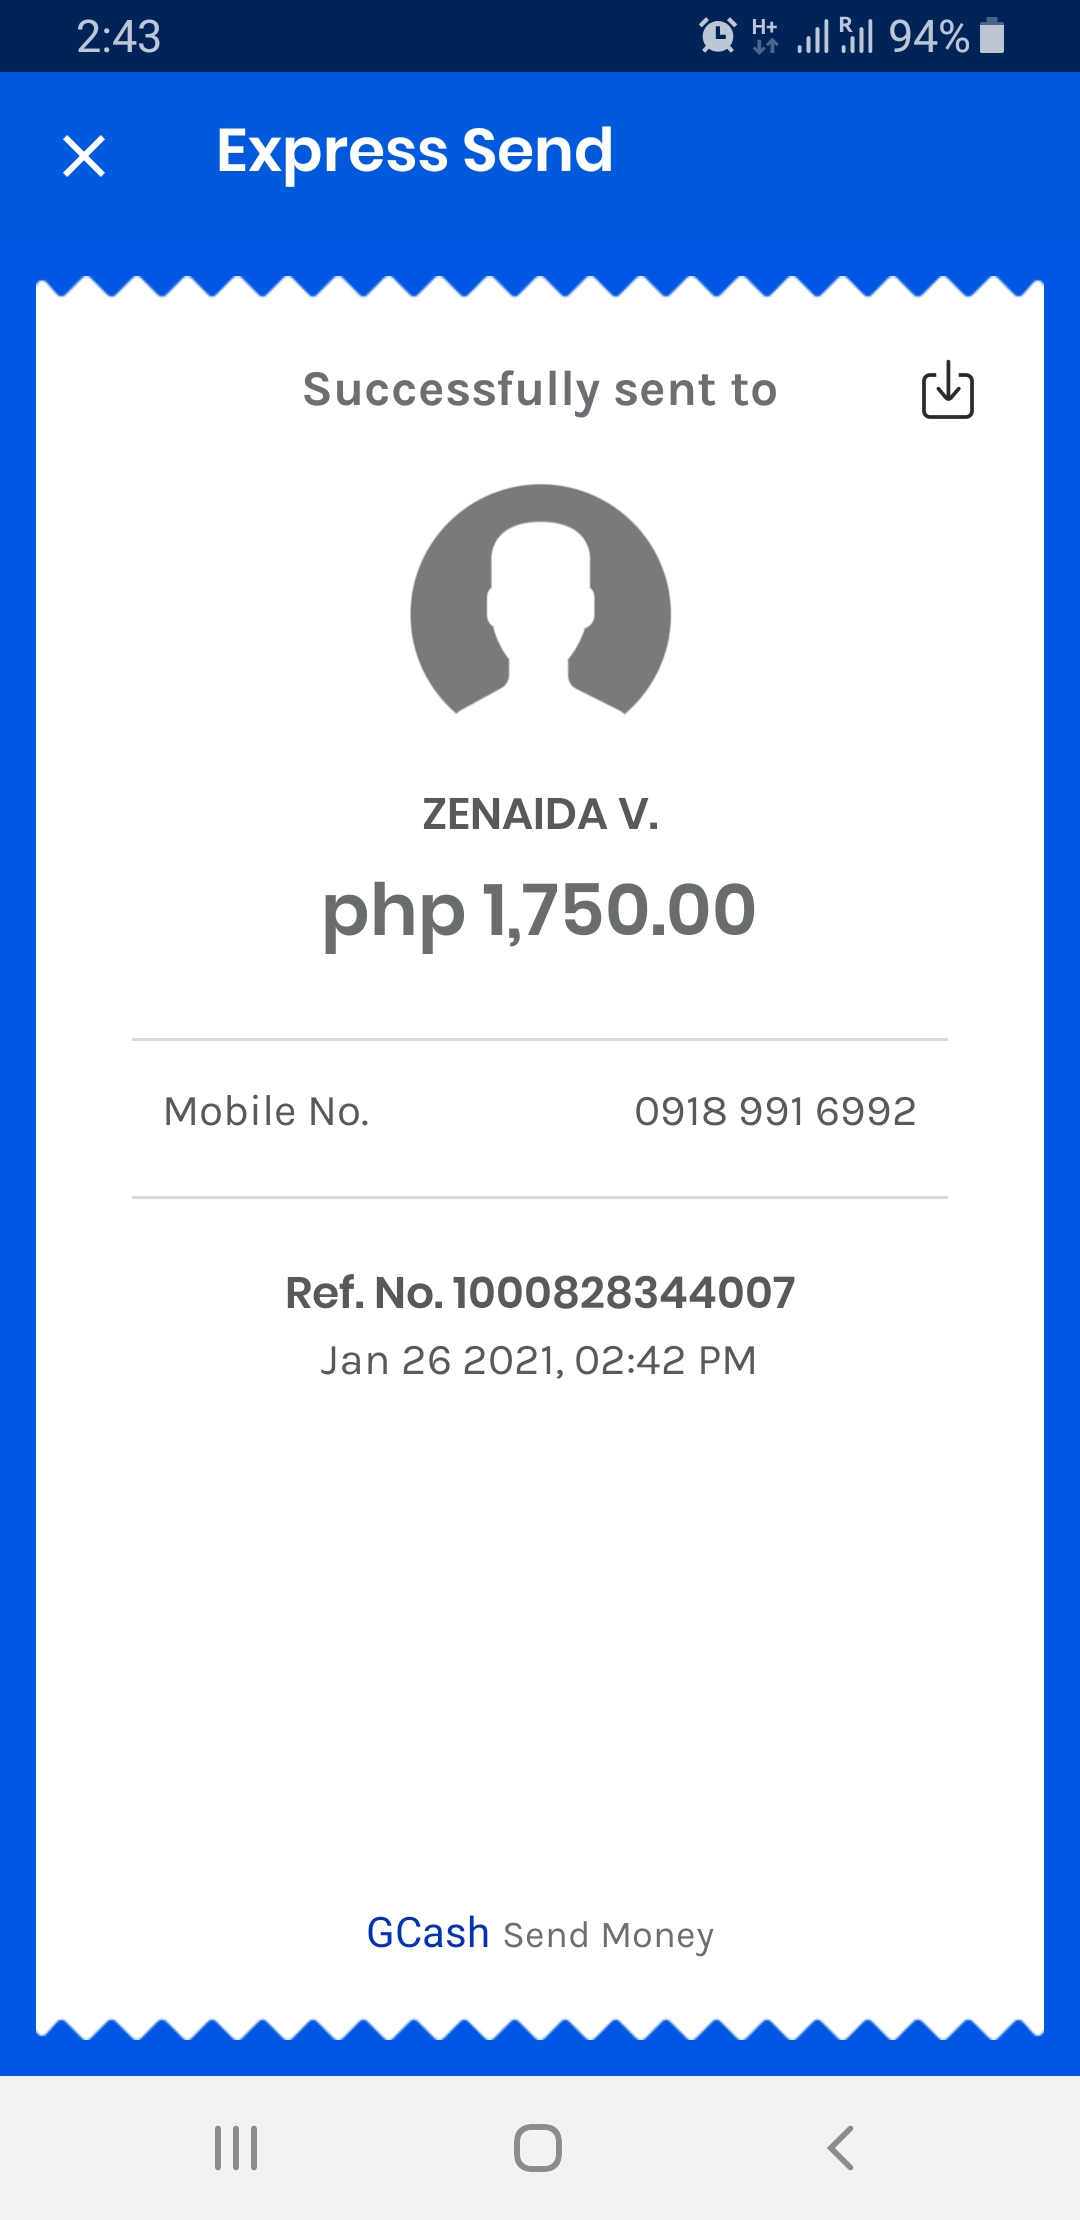 2:43 H+ R 94%
Express Send
Successfully sent to
ZENAIDA V.
php 1,750.00
Mobile No. 0918 991 6992
Ref. No. 1000828344007
Jan 26 2021, 02:42 PM
GCash Send Money